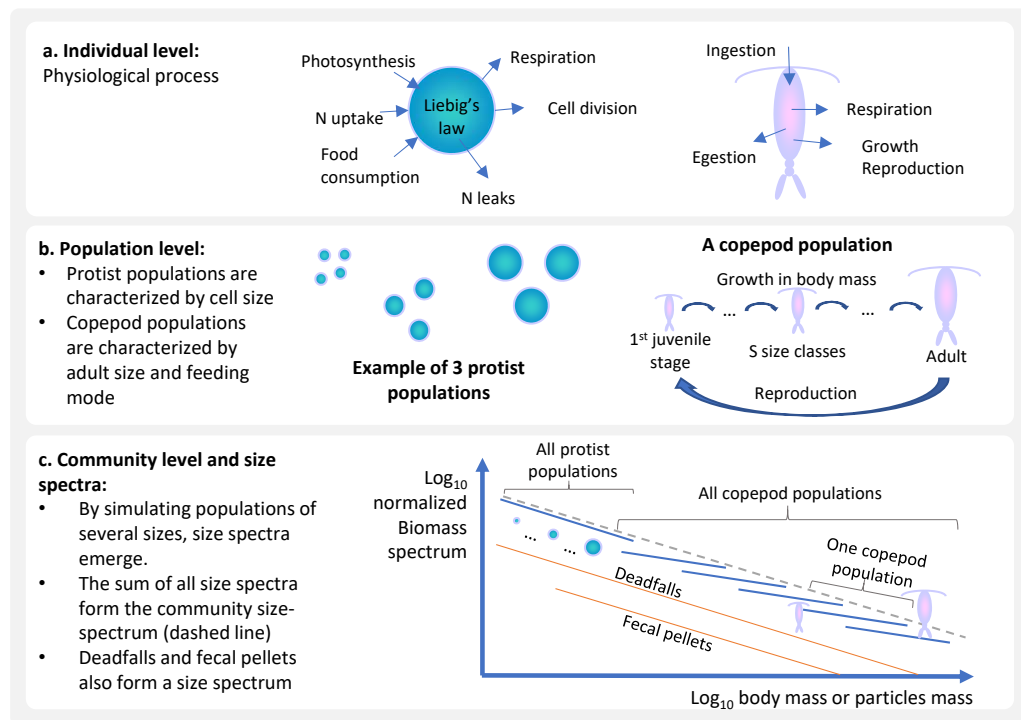 a. Individual level:
Physiological process
Photosynthesis
N uptake
Food
consumption
Liebig's
law
Respiration
Cell division
N leaks
Ingestion
Respiration
Egestion
Growth
Reproduction
b. Population level:
• Protist populations are
characterized by cell size
• Copepod populations
are characterized by
adult size and feeding
mode
Example of 3 protist
populations
A copepod population
Growth in body mass
...
...
1st juvenile
stage
S size classes
Adult
Reproduction
c. Community level and size
spectra:
• By simulating populations of
several sizes, size spectra
emerge.
• The sum of all size spectra
form the community size-
spectrum (dashed line)
• Deadfalls and fecal pellets
also form a size spectrum
Log10
normalized
Biomass
spectrum
All protist
populations
All copepod populations
One copepod
population
...
...
Deadfalls
Fecal pellets
Log10 body mass or particles mass